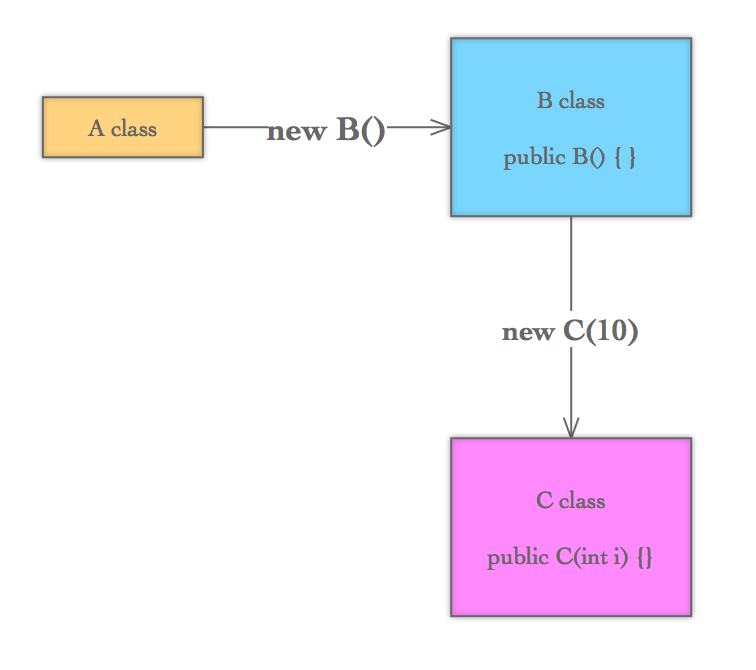 A class
new B()
B class
public B() { }
new C(10)
C class
public C(int i) {}